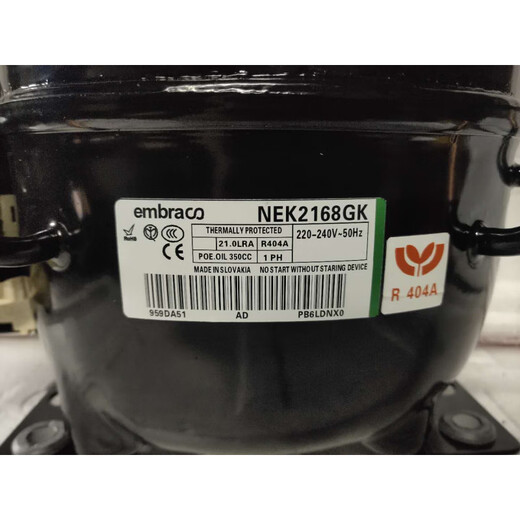 embraco NEK2168GK
THERMALLY PROTECTED
220-240V~50Hz
21.0LRA R404A
POE.OIL 350CC 1 PH
MADE IN SLOVAKIA NO START WITHOUT STARING DEVICE
959DA51 AD PB6LDNX0
R 404A